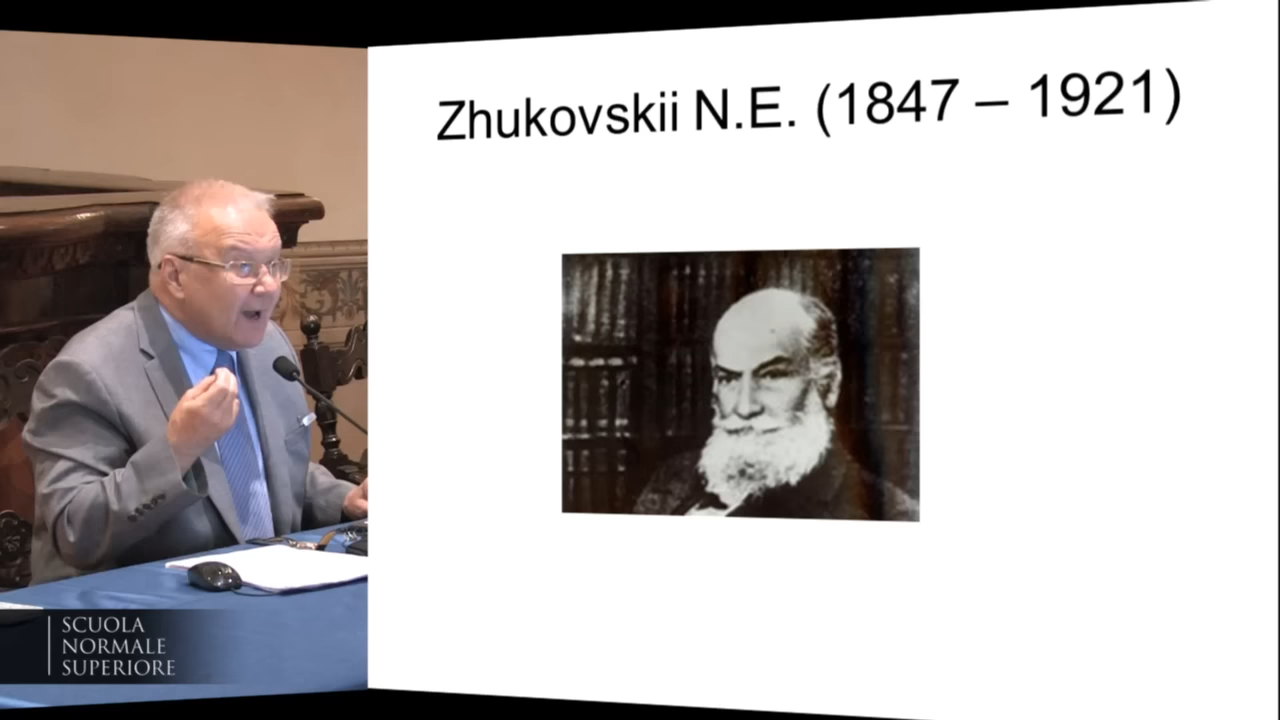 Zhukovskii N.E. (1847 – 1921)
SCUOLA
NORMALE
SUPERIORE